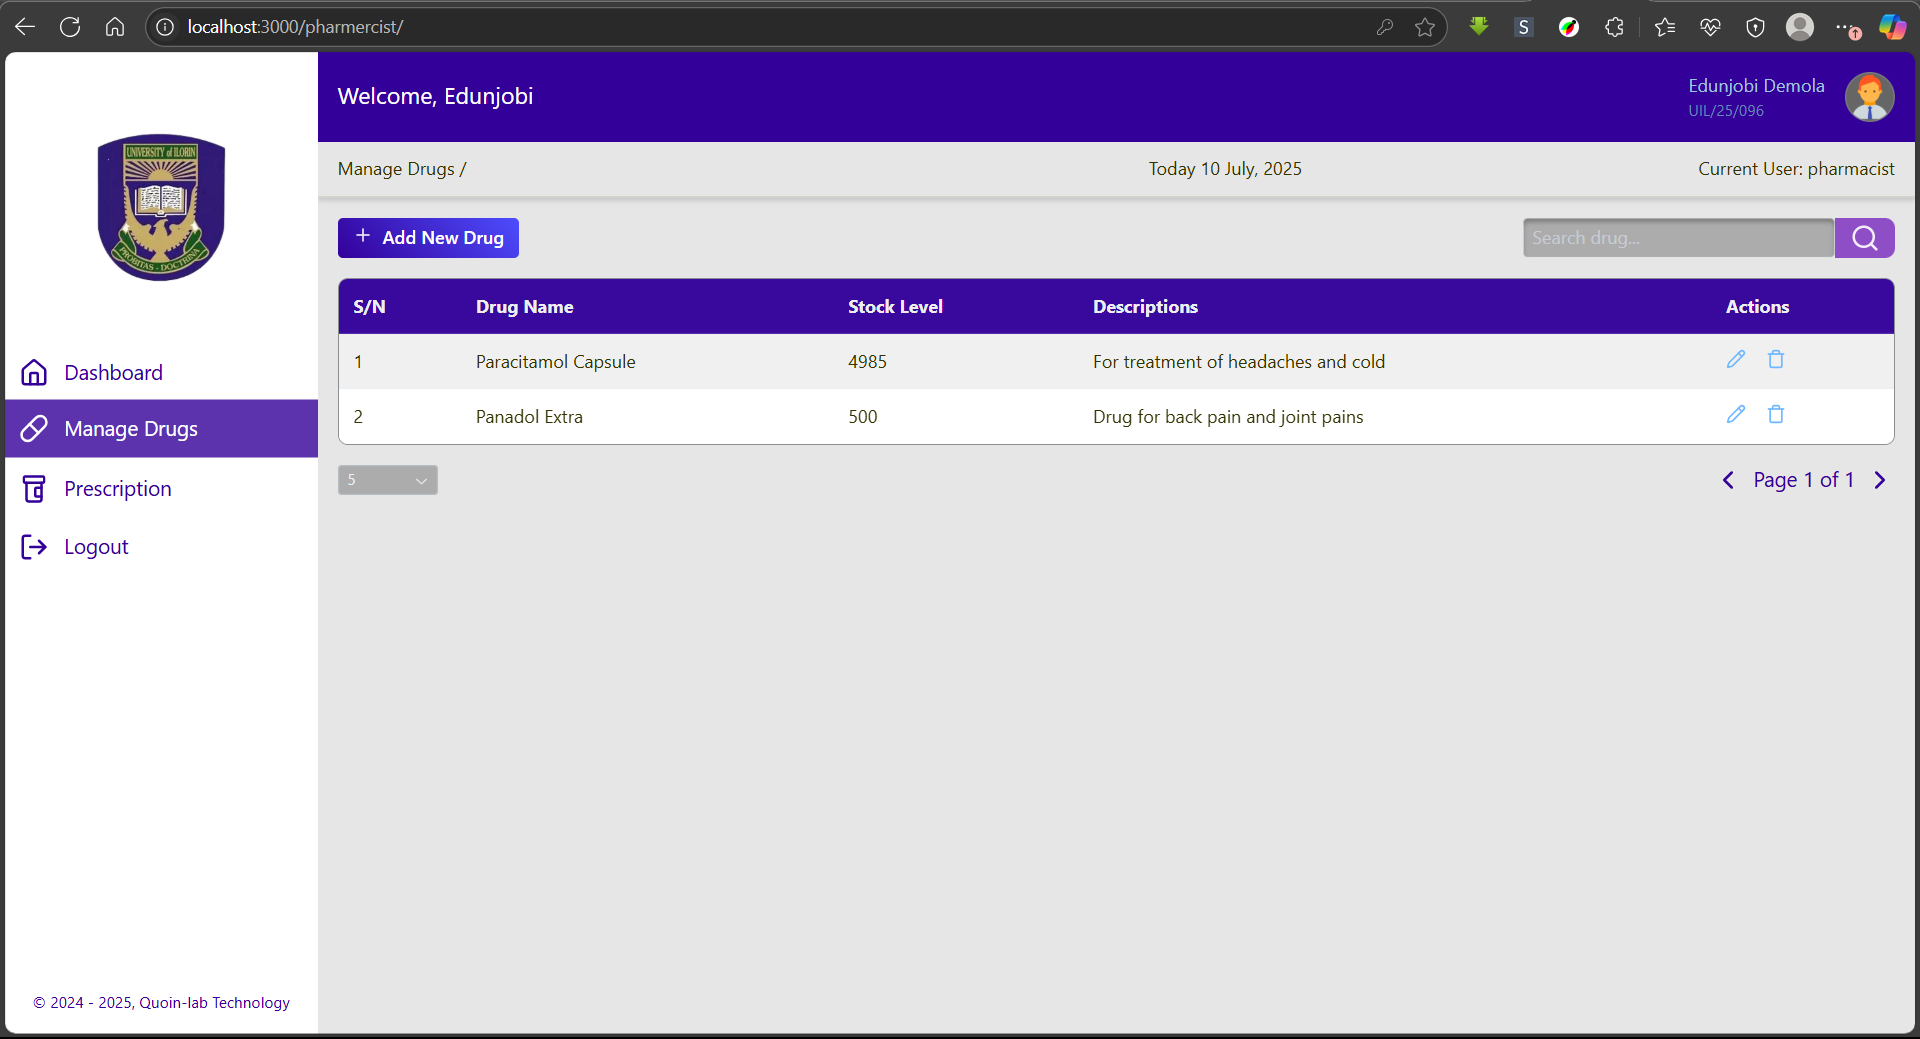 localhost:3000/pharmercist/
S
UNIVERSITY of ILORIN
PROBITAS - DOCTRINA
Welcome, Edunjobi
Edunjobi Demola
UIL/25/096
Manage Drugs /
Today 10 July, 2025
Current User: pharmacist
Dashboard
Manage Drugs
Prescription
Logout
+ Add New Drug
Search drug...
S/N Drug Name Stock Level Descriptions Actions
1 Paracitamol Capsule 4985 For treatment of headaches and cold
2 Panadol Extra 500 Drug for back pain and joint pains
5
Page 1 of 1
© 2024 - 2025, Quoin-lab Technology